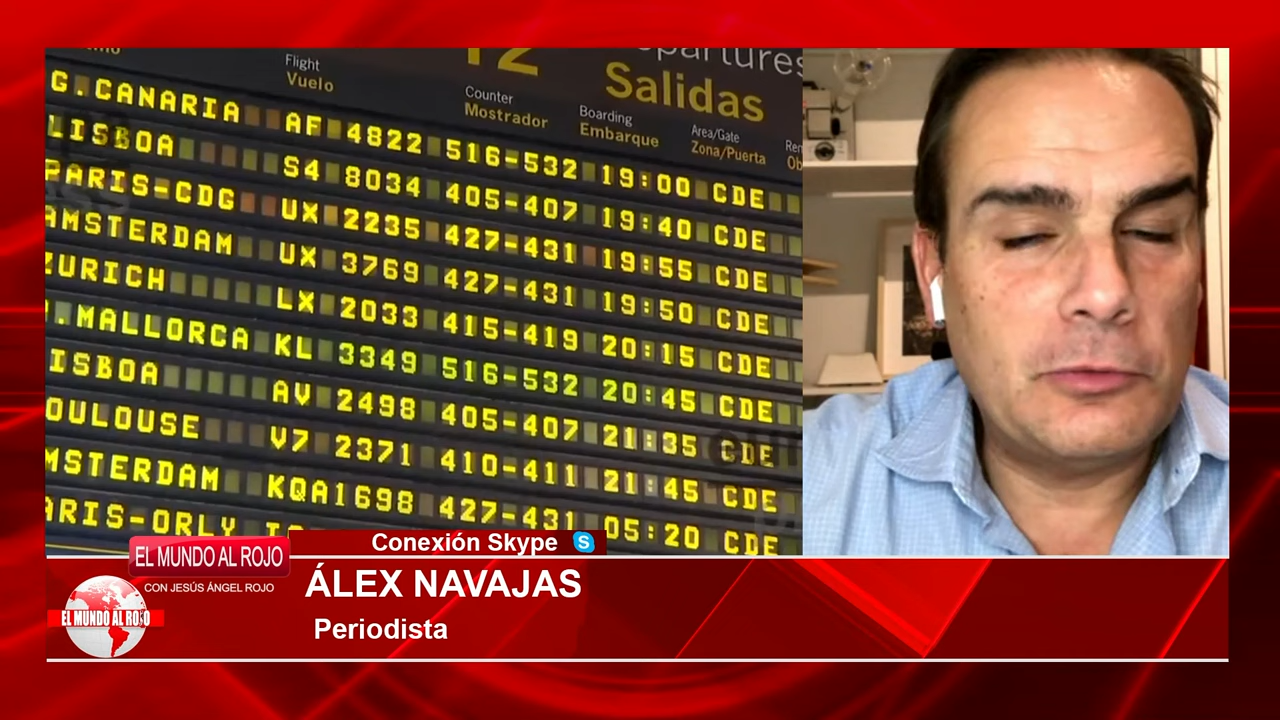 Flight
Vuelo
12
Counter
Mostrador
Salidas
Boarding
Embarque
Area/Gate
Zona/Puerta
G.CANARIA AF 4822 516-532 19:00 CDE
LISBOA S4 8034 405-407 19:40 CDE
PARIS-CDG UX 2235 427-431 19:55 CDE
AMSTERDAM UX 3769 427-431 19:50 CDE
ZURICH LX 2033 415-419 20:15 CDE
.MALLORCA KL 3349 516-532 20:45 CDE
ISBOA AV 2498 405-407 21:35 CDE
OULOUSE V7 2371 410-411 21:45 CDE
MSTERDAM KQA1698 427-431 05:20 CDE
ARIS-ORLY
Conexión Skype
EL MUNDO AL ROJO
CON JESÚS ÁNGEL ROJO
EL MUNDO AL ROJO
ÁLEX NAVAJAS
Periodista